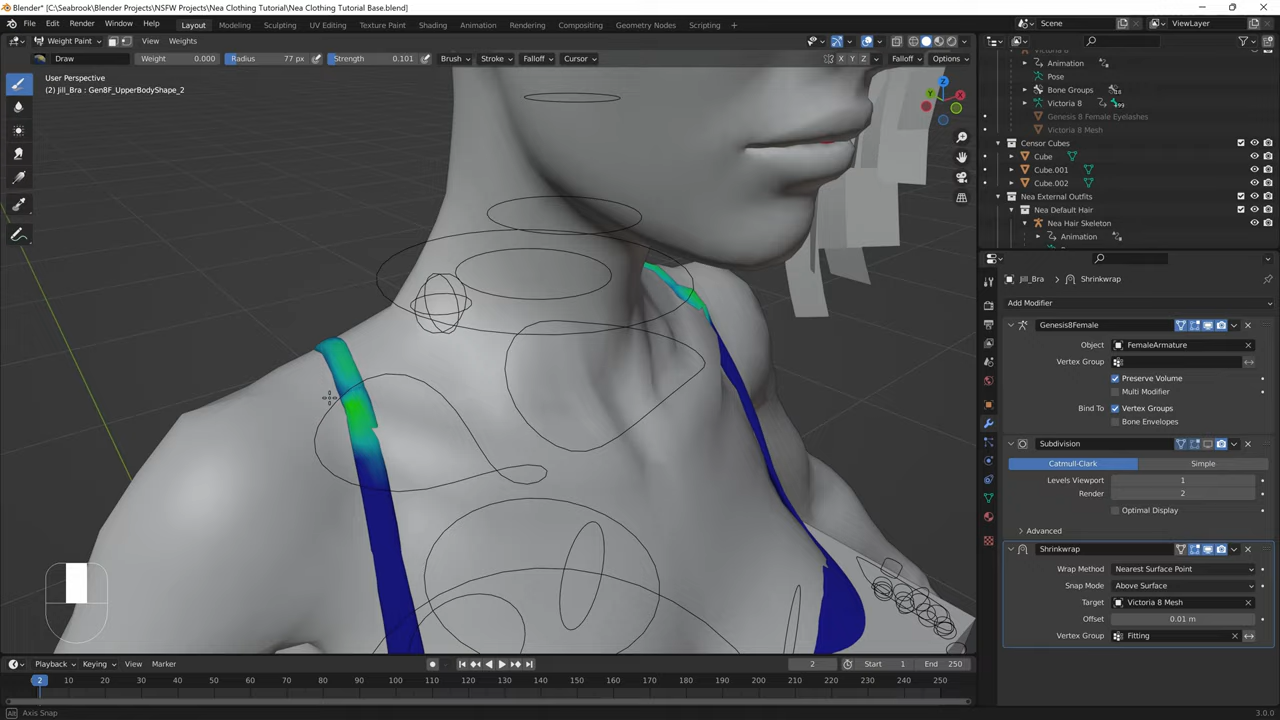 Blender* [C:\Seabrook\Blender Projects\NSFW Projects\Nea Clothing Tutorial\Nea Clothing Tutorial Base.blend]
File Edit Render Window Help Layout Modeling Sculpting UV Editing Texture Paint Shading Animation Rendering Compositing Geometry Nodes Scripting Scene ViewLayer
Weight Paint View Weights
Draw Weight 0.000 Radius 77 px Strength 0.101 Brush Stroke Falloff Cursor X Y Z Falloff Options
User Perspective
(2) Jill_Bra : Gen8F_UpperBodyShape_2
Z
Y
X
Animation
Pose
Bone Groups
Victoria 8
Genesis 8 Female Eyelashes
Victoria 8 Mesh
Censor Cubes
Cube
Cube.001
Cube.002
Nea External Outfits
Nea Default Hair
Nea Hair Skeleton
Animation
Jill_Bra > Shrinkwrap
Add Modifier
Genesis8Female
Object FemaleArmature
Vertex Group
Preserve Volume
Multi Modifier
Bind To Vertex Groups
Bone Envelopes
Subdivision
Catmull-Clark Simple
Levels Viewport 1
Render 2
Optimal Display
Advanced
Shrinkwrap
Wrap Method Nearest Surface Point
Snap Mode Above Surface
Target Victoria 8 Mesh
Offset 0.01 m
Vertex Group Fitting
Playback Keying View Marker 2 Start 1 End 250
2 10 20 30 40 50 60 70 80 90 100 110 120 130 140 150 160 170 180 190 200 210 220 230 240 250
Alt Axis Snap 3.0.0